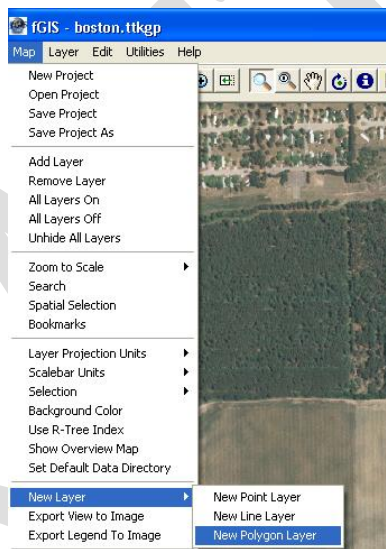 fGIS - boston.ttkgp
Map Layer Edit Utilities Help
New Project
Open Project
Save Project
Save Project As
Add Layer
Remove Layer
All Layers On
All Layers Off
Unhide All Layers
Zoom to Scale
Search
Spatial Selection
Bookmarks
Layer Projection Units
Scalebar Units
Selection
Background Color
Use R-Tree Index
Show Overview Map
Set Default Data Directory
New Layer
Export View to Image
Export Legend To Image
New Point Layer
New Line Layer
New Polygon Layer